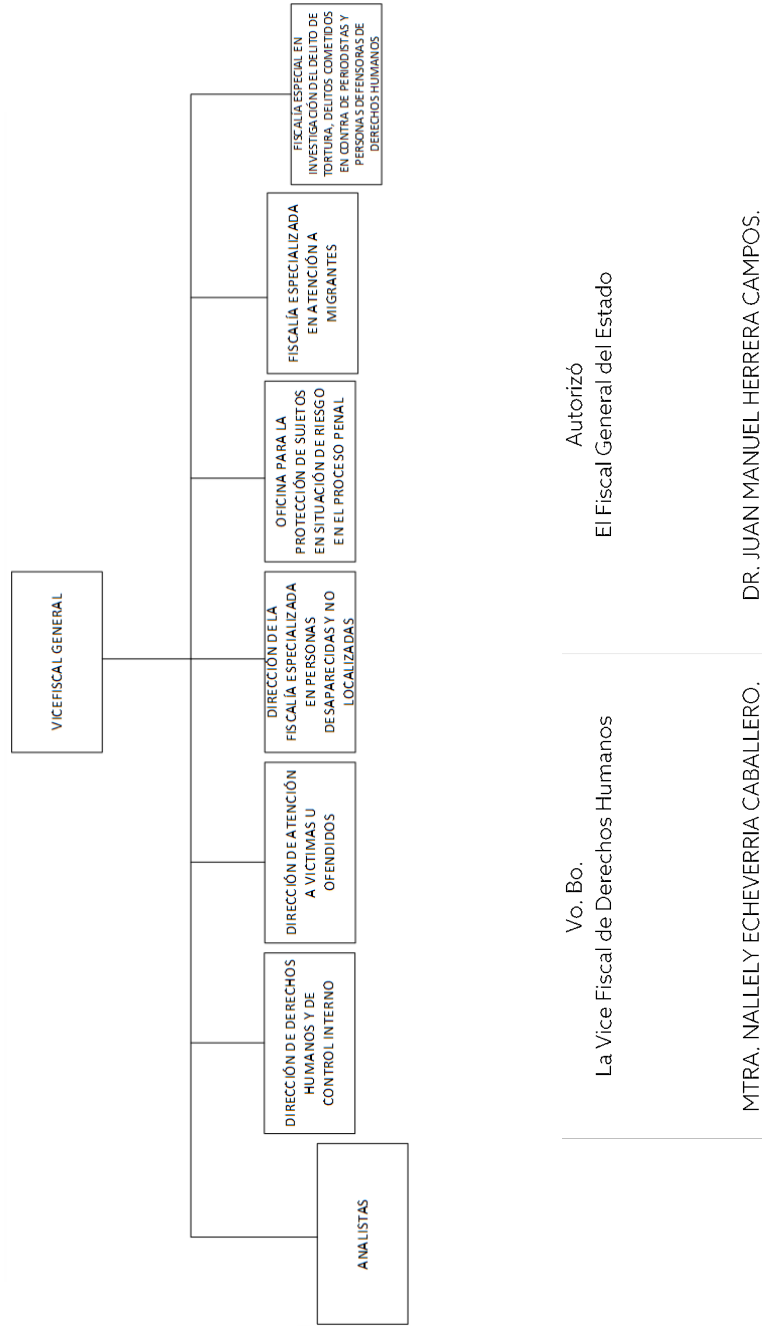 VICEFISCAL GENERAL
ANALISTAS
DIRECCIÓN DE DERECHOS
HUMANOS Y DE
CONTROL INTERNO
DIRECCIÓN DE ATENCIÓN
A VICTIMAS U
OFENDIDOS
DIRECCIÓN DE LA
FISCALÍA ESPECIALIZADA
EN PERSONAS
DESAPARECIDAS Y NO
LOCALIZADAS
OFICINA PARA LA
PROTECCIÓN DE SUJETOS
EN SITUACIÓN DE RIESGO
EN EL PROCESO PENAL
FISCALÍA ESPECIALIZADA
EN ATENCIÓN A
MIGRANTES
FISCALÍA ESPECIAL EN
INVESTIGACIÓN DEL DELITO DE
TORTURA, DELITOS COMETIDOS
EN CONTRA DE PERIODISTAS Y
PERSONAS DEFENSORAS DE
DERECHOS HUMANOS
Vo. Bo.
La Vice Fiscal de Derechos Humanos
MTRA. NALLELY ECHEVERRIA CABALLERO.
Autorizó
El Fiscal General del Estado
DR. JUAN MANUEL HERRERA CAMPOS.